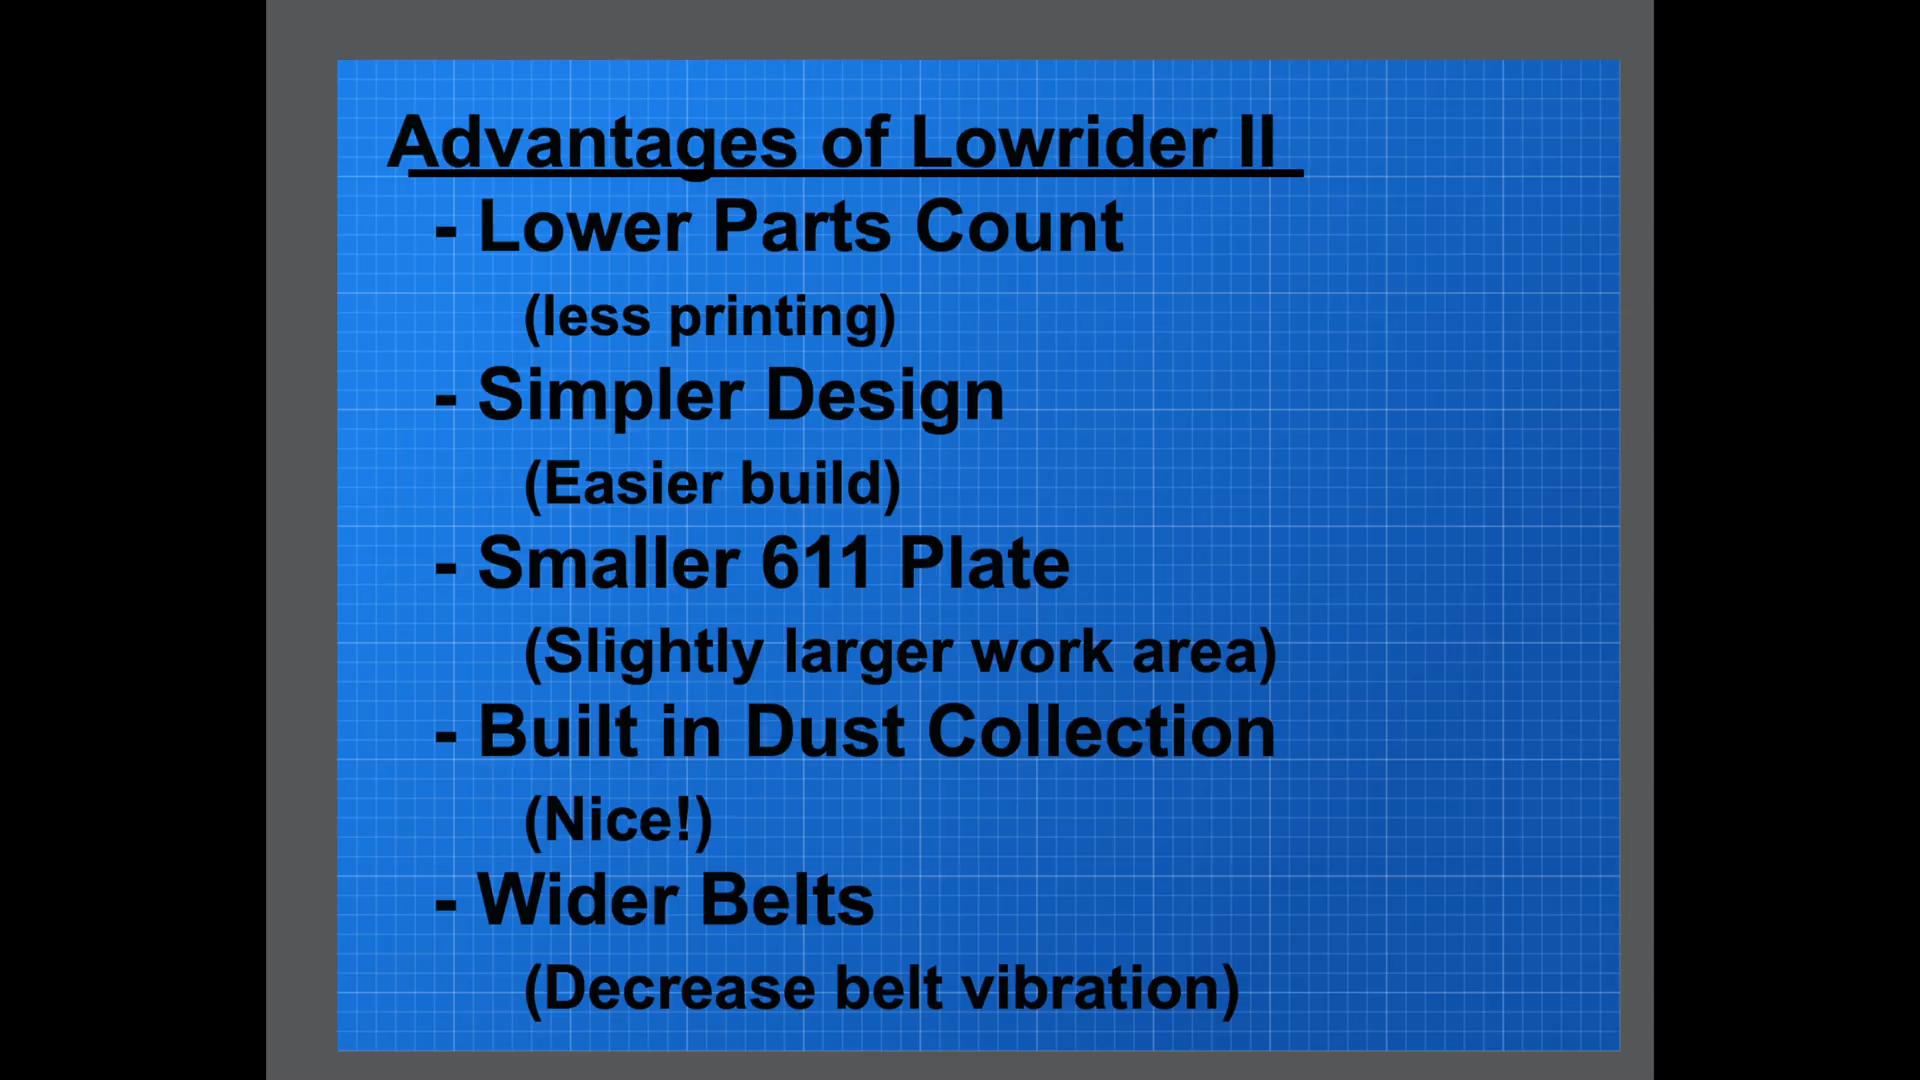 Advantages of Lowrider II
- Lower Parts Count
(less printing)
- Simpler Design
(Easier build)
- Smaller 611 Plate
(Slightly larger work area)
- Built in Dust Collection
(Nice!)
- Wider Belts
(Decrease belt vibration)